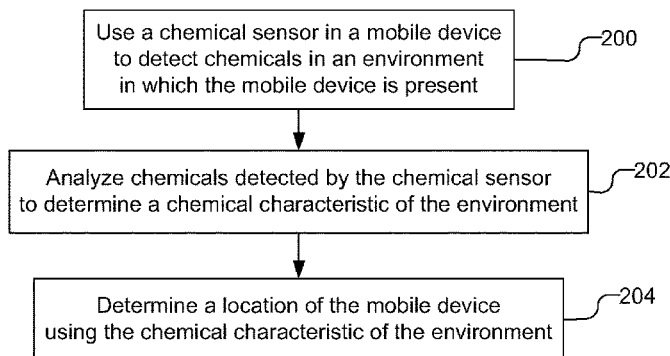 Use a chemical sensor in a mobile device
to detect chemicals in an environment
in which the mobile device is present
200
Analyze chemicals detected by the chemical sensor
to determine a chemical characteristic of the environment
202
Determine a location of the mobile device
using the chemical characteristic of the environment
204